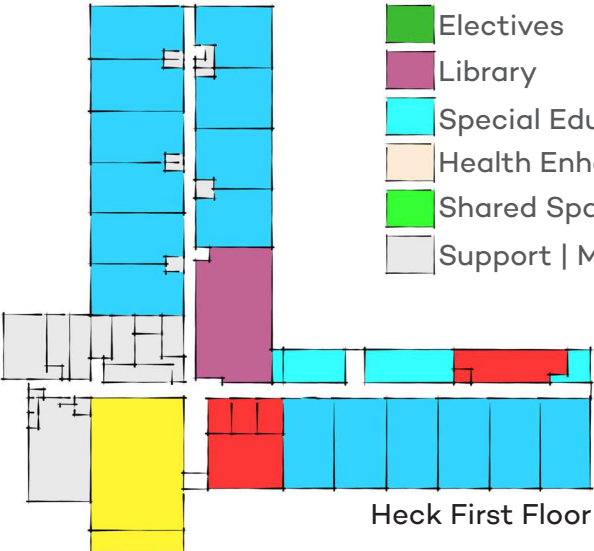 Electives
Library
Special Edu
Health Enh
Shared Spa
Support | M
Heck First Floor